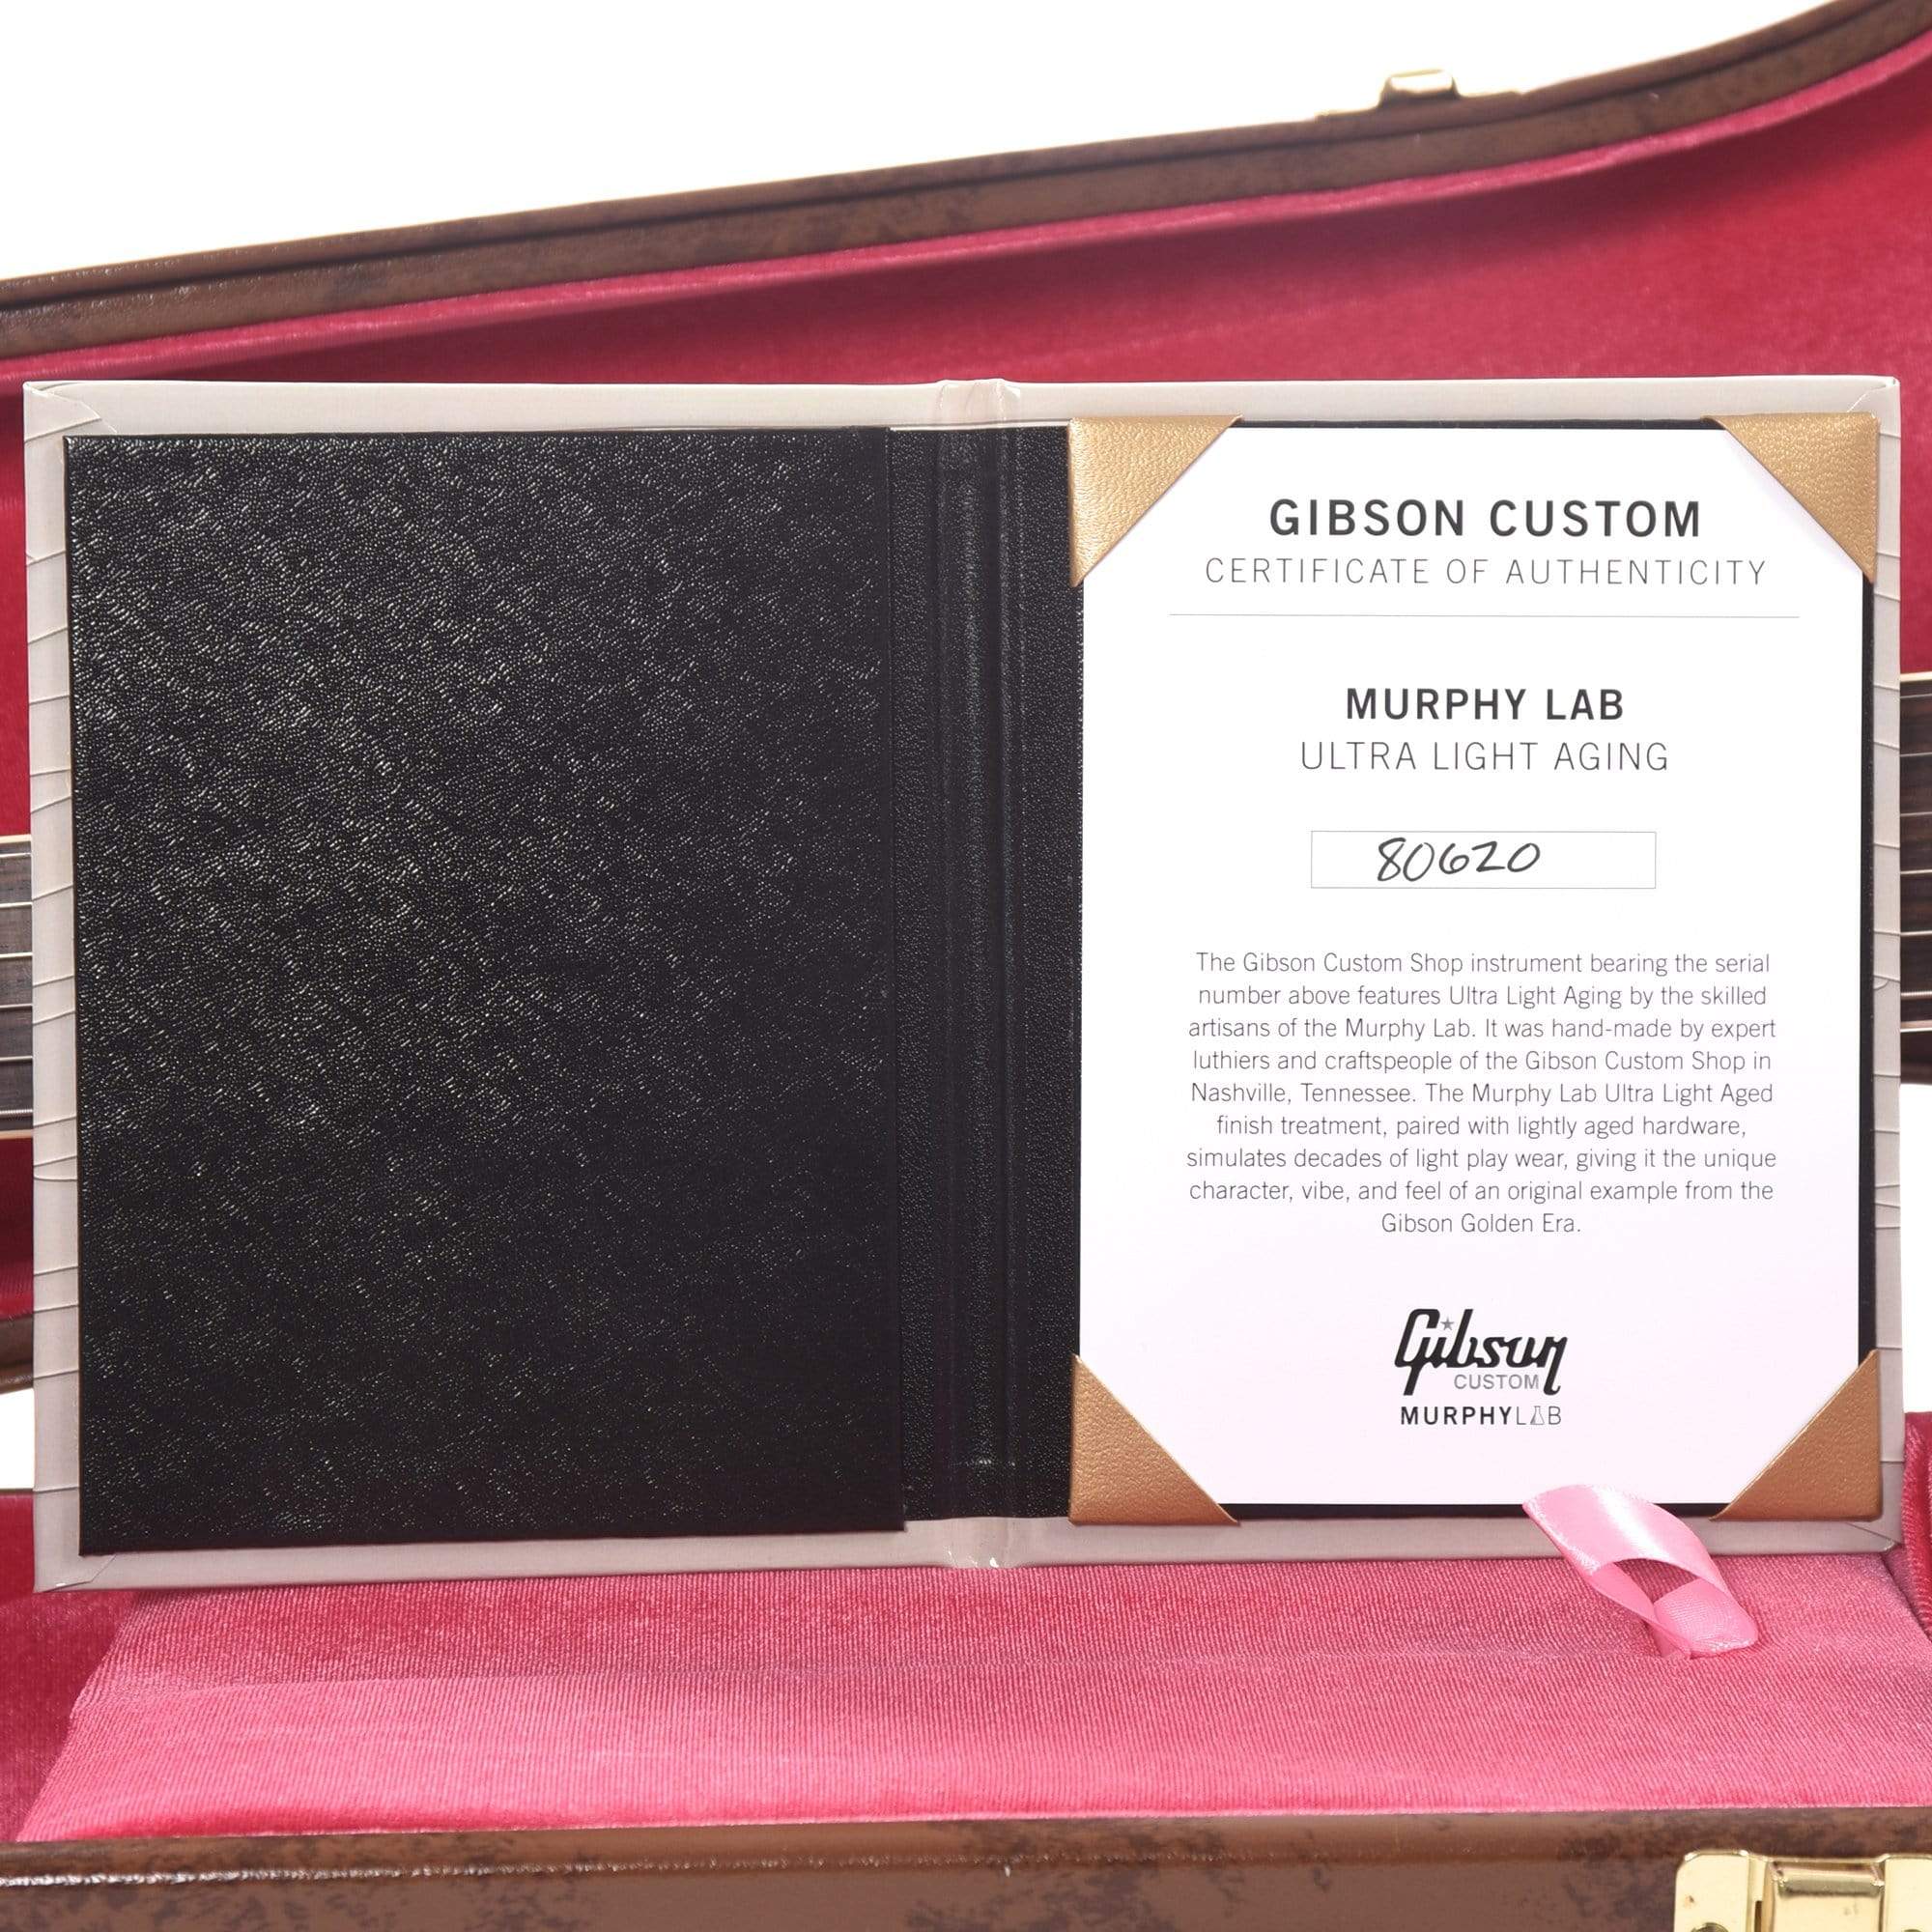 GIBSON CUSTOM
CERTIFICATE OF AUTHENTICITY
MURPHY LAB
ULTRA LIGHT AGING
80620
The Gibson Custom Shop instrument bearing the serial
number above features Ultra Light Aging by the skilled
artisans of the Murphy Lab. It was hand-made by expert
luthiers and craftspeople of the Gibson Custom Shop in
Nashville, Tennessee. The Murphy Lab Ultra Light Aged
finish treatment, paired with lightly aged hardware,
simulates decades of light play wear, giving it the unique
character, vibe, and feel of an original example from the
Gibson Golden Era.
Gibson
CUSTOM
MURPHYLAB